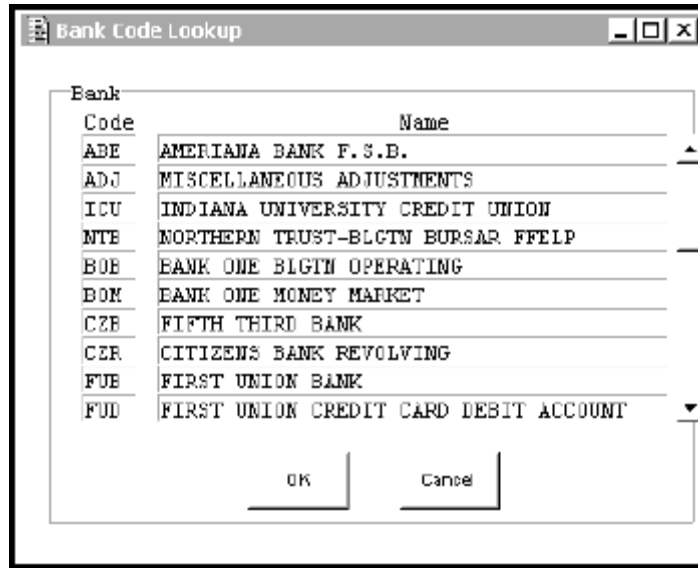 Bank Code Lookup
Bank
Code Name
ABE AMERIANA BANK F.S.B.
ADJ MISCELLANEOUS ADJUSTMENTS
ICU INDIANA UNIVERSITY CREDIT UNION
NTB NORTHERN TRUST-BLGTN BURSAR FFELP
BOB BANK ONE BLGTN OPERATING
BOM BANK ONE MONEY MARKET
CZB FIFTH THIRD BANK
CZR CITIZENS BANK REVOLVING
FUB FIRST UNION BANK
FUD FIRST UNION CREDIT CARD DEBIT ACCOUNT
OK Cancel